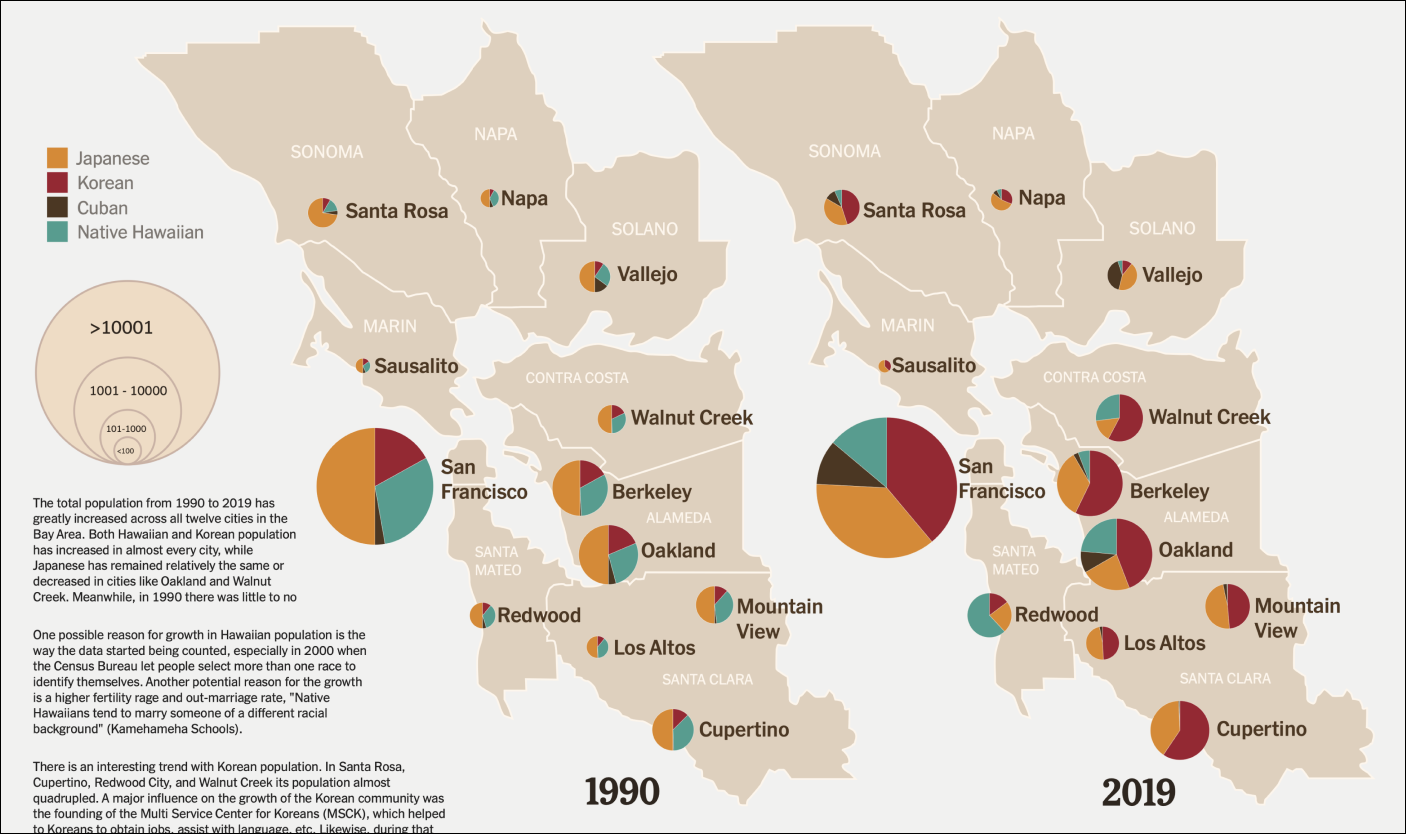 Japanese
Korean
Cuban
Native Hawaiian
>10001
1001 - 10000
101-1000
<100
The total population from 1990 to 2019 has
greatly increased across all twelve cities in the
Bay Area. Both Hawaiian and Korean population
has increased in almost every city, while
Japanese has remained relatively the same or
decreased in cities like Oakland and Walnut
Creek. Meanwhile, in 1990 there was little to no
One possible reason for growth in Hawaiian population is the
way the data started being counted, especially in 2000 when
the Census Bureau let people select more than one race to
identify themselves. Another potential reason for the growth
is a higher fertility rage and out-marriage rate, "Native
Hawaiians tend to marry someone of a different racial
background" (Kamehameha Schools).
There is an interesting trend with Korean population. In Santa Rosa,
Cupertino, Redwood City, and Walnut Creek its population almost
quadrupled. A major influence on the growth of the Korean community was
the founding of the Multi Service Center for Koreans (MSCK), which helped
to Koreans to obtain jobs, assist with language, etc. Likewise, during that
SONOMA
NAPA
Santa Rosa
Napa
SOLANO
Vallejo
MARIN
Sausalito
CONTRA COSTA
Walnut Creek
San
Francisco
Berkeley
ALAMEDA
Oakland
SANTA
MATEO
Redwood
Mountain
View
Los Altos
SANTA CLARA
Cupertino
1990
SONOMA
NAPA
Santa Rosa
Napa
SOLANO
Vallejo
MARIN
Sausalito
CONTRA COSTA
Walnut Creek
San
Francisco
Berkeley
ALAMEDA
Oakland
SANTA
MATEO
Redwood
Mountain
View
Los Altos
SANTA CLARA
Cupertino
2019